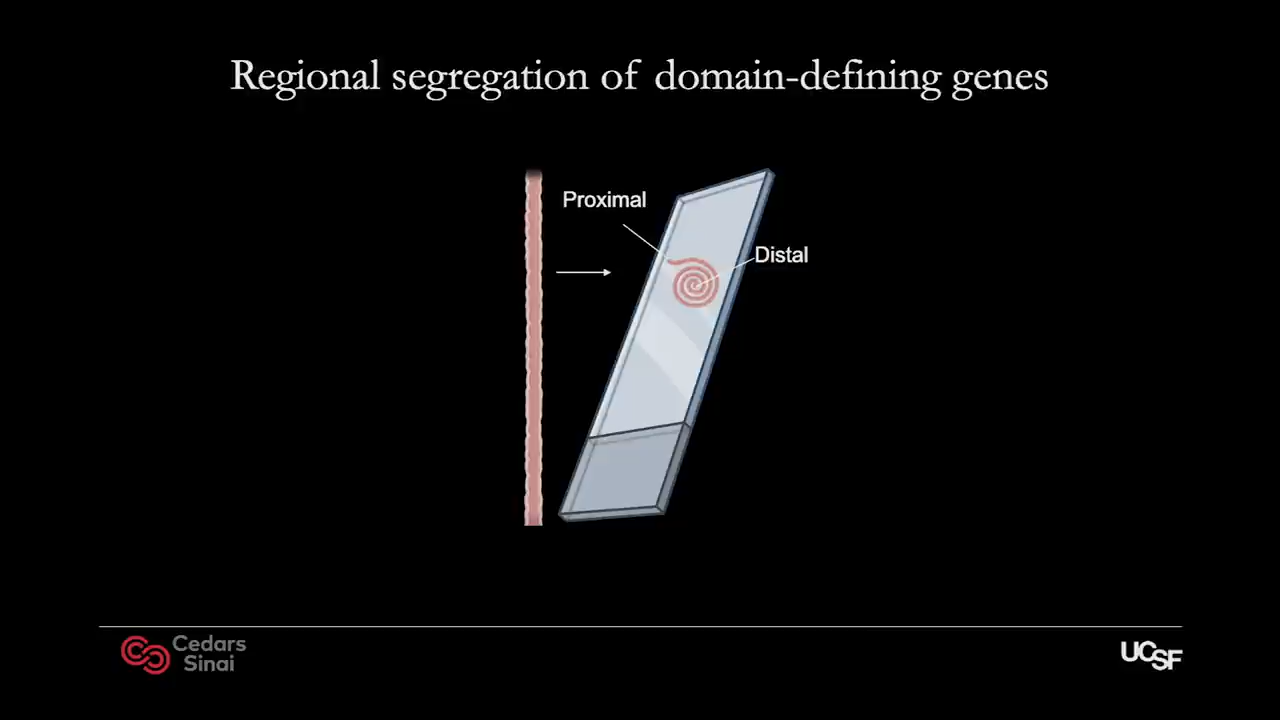 Regional segregation of domain-defining genes
Proximal
Distal
Cedars
Sinai
UCSF